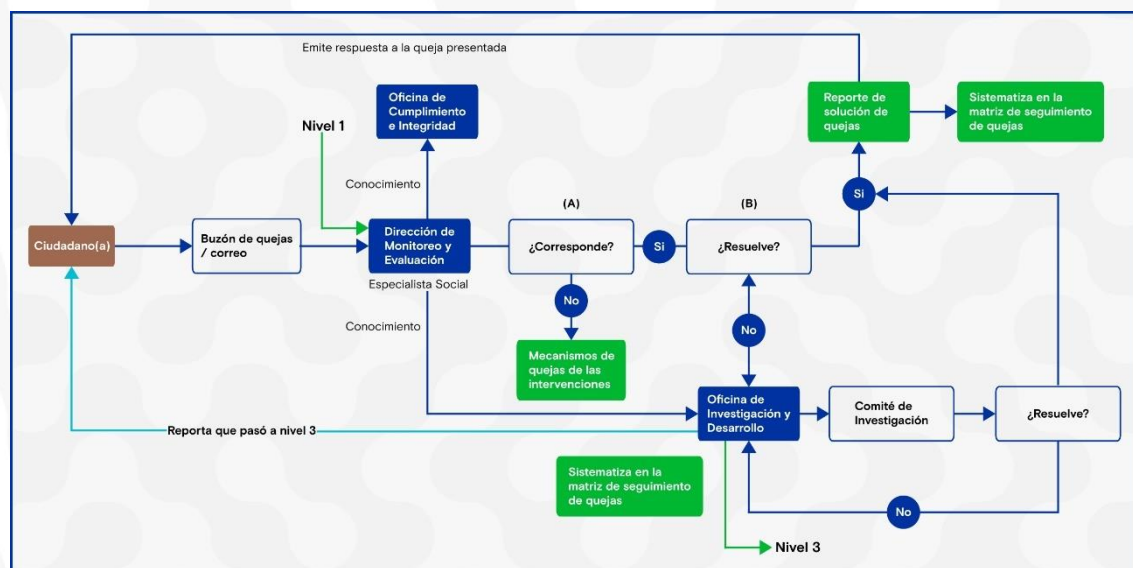 Emite respuesta a la queja presentada
Oficina de
Cumplimiento
e Integridad
Reporte de
solución de
quejas
Sistematiza en la
matriz de seguimiento
de quejas
Nivel 1
Conocimiento
(A)
(B)
Si
Ciudadano(a)
Buzón de quejas
/ correo
Dirección de
Monitoreo y
Evaluación
¿Corresponde?
Si
¿Resuelve?
Especialista Social
Conocimiento
No
No
Mecanismos de
quejas de las
intervenciones
Oficina de
Investigación y
Desarrollo
Comité de
Investigación
¿Resuelve?
Reporta que pasó a nivel 3
Sistematiza en la
matriz de seguimiento
de quejas
No
Nivel 3